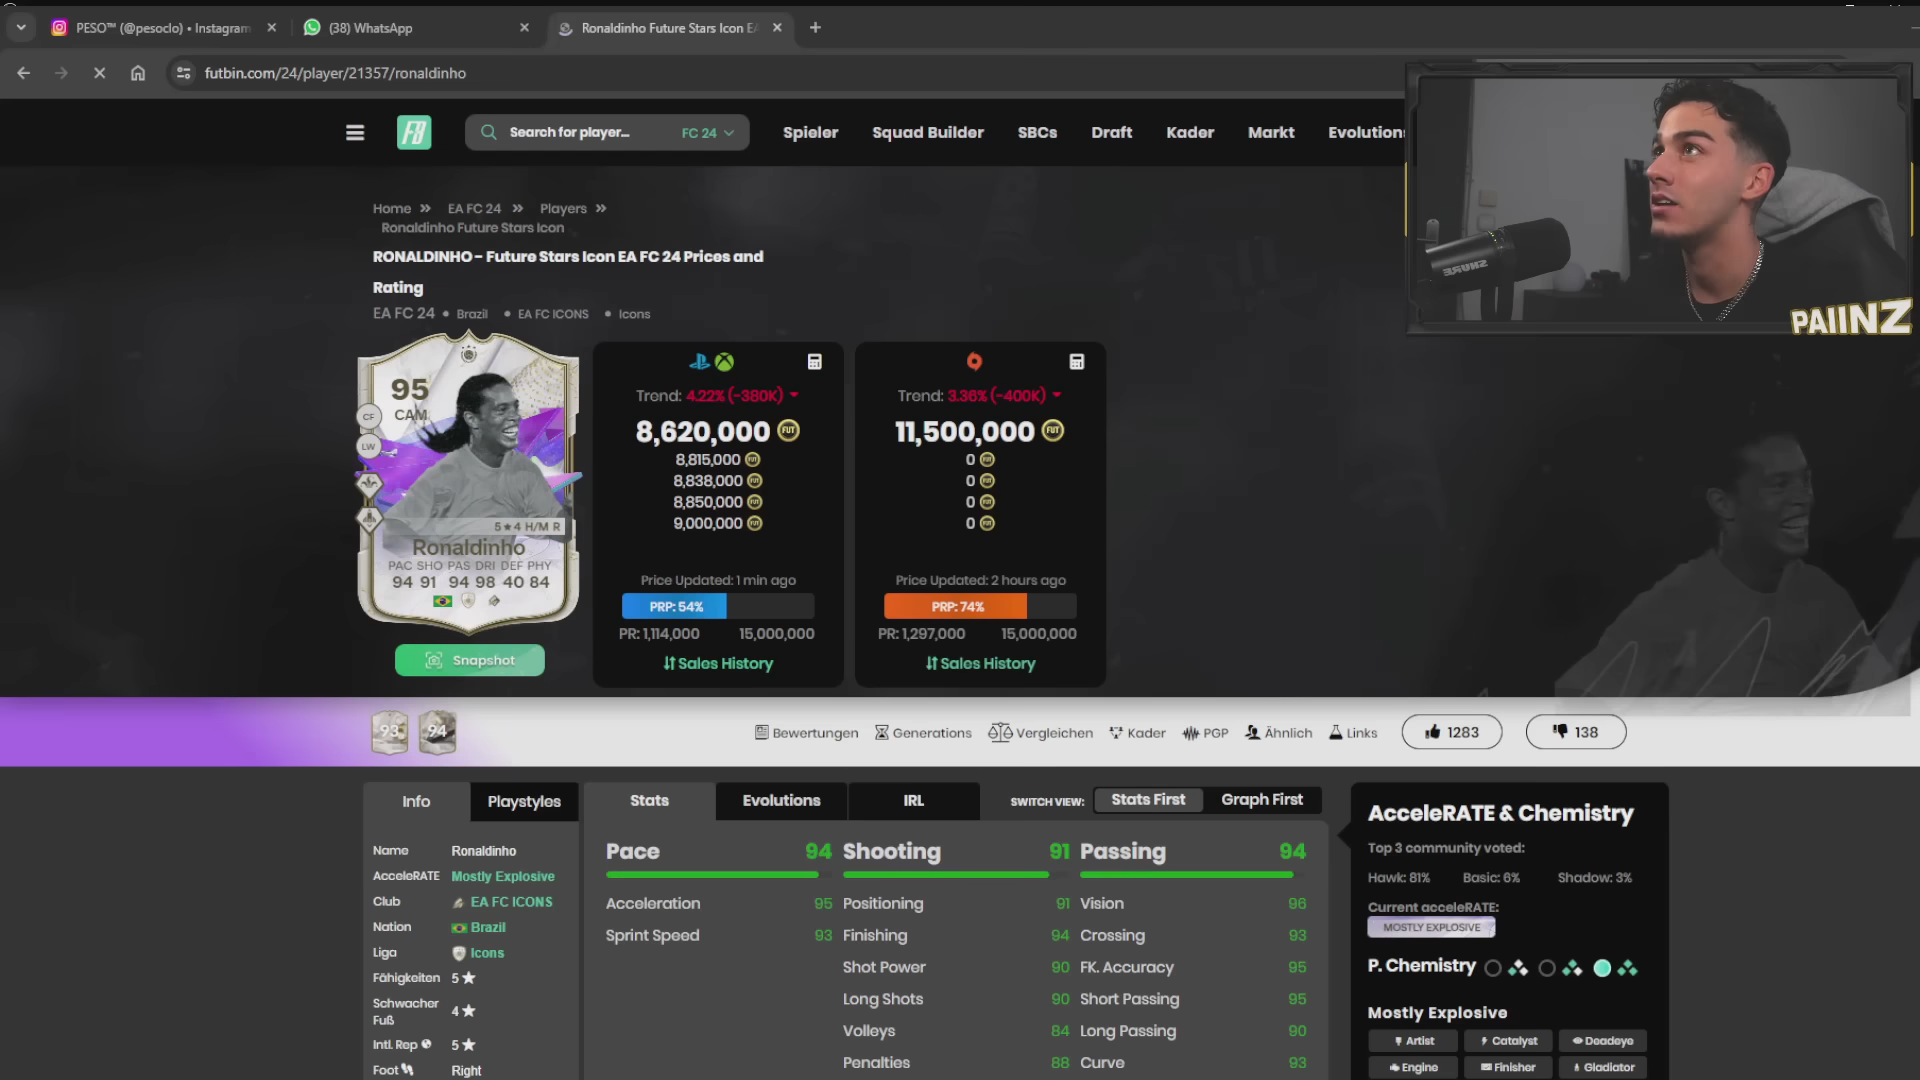 PESO™ (@pesoclo) • Instagram
(38) WhatsApp
Ronaldinho Future Stars Icon EA
futbin.com/24/player/21357/ronaldinho
Search for player...
FC 24
Spieler
Squad Builder
SBCs
Draft
Kader
Markt
Evolutions
SHURE
PAIINZ
Home » EA FC 24 » Players »
Ronaldinho Future Stars Icon
RONALDINHO - Future Stars Icon EA FC 24 Prices and
Rating
EA FC 24 • Brazil • EA FC ICONS • Icons
95
CAM
CF
LW
5★4 H/M R
Ronaldinho
PAC SHO PAS DRI DEF PHY
94 91 94 98 40 84
Snapshot
Trend: 4.22% (-380K)
8,620,000
8,815,000
8,838,000
8,850,000
9,000,000
Price Updated: 1 min ago
PRP: 54%
PR: 1,114,000 15,000,000
Sales History
Trend: 3.36% (-400K)
11,500,000
0
0
0
0
Price Updated: 2 hours ago
PRP: 74%
PR: 1,297,000 15,000,000
Sales History
93
94
Bewertungen
Generations
Vergleichen
Kader
PGP
Ähnlich
Links
1283
138
Info
Playstyles
Name Ronaldinho
AcceleRATE Mostly Explosive
Club EA FC ICONS
Nation Brazil
Liga Icons
Fähigkeiten 5★
Schwacher
Fuß 4★
Intl. Rep 5★
Foot Right
Stats
Evolutions
IRL
SWITCH VIEW:
Stats First
Graph First
Pace 94
Acceleration 95
Sprint Speed 93
Shooting 91
Positioning 91
Finishing 94
Shot Power 90
Long Shots 90
Volleys 84
Penalties 88
Passing 94
Vision 96
Crossing 93
FK. Accuracy 95
Short Passing 95
Long Passing 90
Curve 93
AcceleRATE & Chemistry
Top 3 community voted:
Hawk: 81% Basic: 6% Shadow: 3%
Current acceleRATE:
MOSTLY EXPLOSIVE
P. Chemistry
Mostly Explosive
Artist
Catalyst
Deadeye
Engine
Finisher
Gladiator